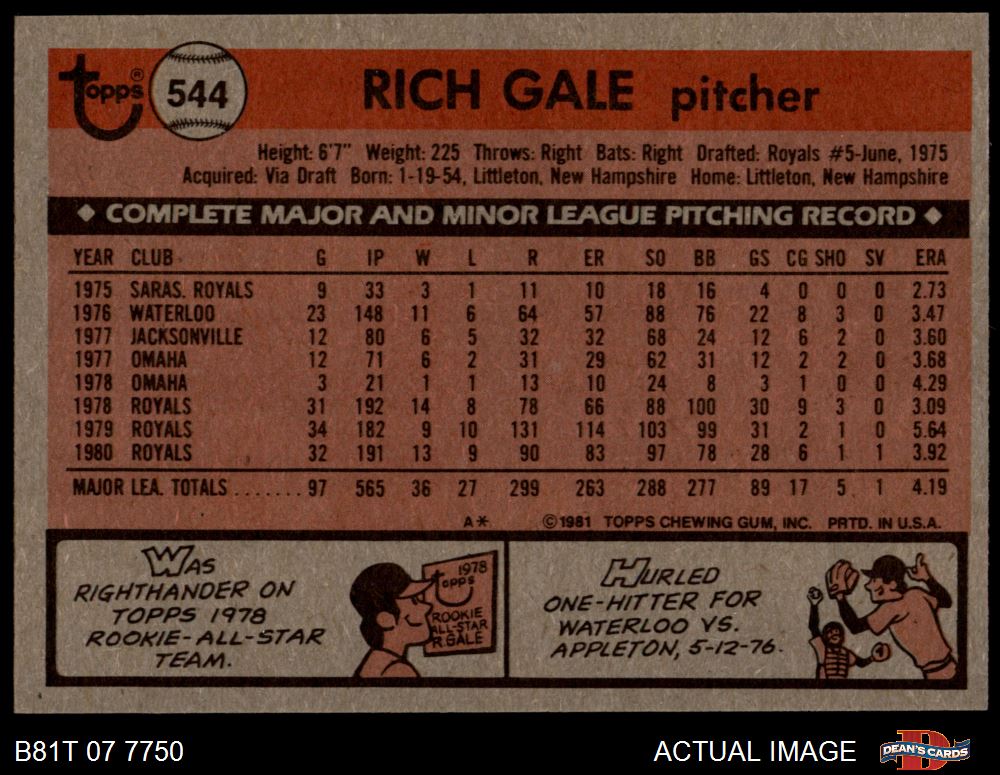 topps® 544 RICH GALE pitcher
Height: 6'7" Weight: 225 Throws: Right Bats: Right Drafted: Royals #5-June, 1975
Acquired: Via Draft Born: 1-19-54, Littleton, New Hampshire Home: Littleton, New Hampshire
◆ COMPLETE MAJOR AND MINOR LEAGUE PITCHING RECORD ◆
YEAR CLUB G IP W L R ER SO BB GS CG SHO SV ERA
1975 SARAS. ROYALS 9 33 3 1 11 10 18 16 4 0 0 0 2.73
1976 WATERLOO 23 148 11 6 64 57 88 76 22 8 3 0 3.47
1977 JACKSONVILLE 12 80 6 5 32 32 68 24 12 6 2 0 3.60
1977 OMAHA 12 71 6 2 31 29 62 31 12 2 2 0 3.68
1978 OMAHA 3 21 1 1 13 10 24 8 3 1 0 0 4.29
1978 ROYALS 31 192 14 8 78 66 88 100 30 9 3 0 3.09
1979 ROYALS 34 182 9 10 131 114 103 99 31 2 1 0 5.64
1980 ROYALS 32 191 13 9 90 83 97 78 28 6 1 1 3.92
MAJOR LEA. TOTALS ....... 97 565 36 27 299 263 288 277 89 17 5 1 4.19
A* ©1981 TOPPS CHEWING GUM, INC. PRTD. IN U.S.A.
WAS
RIGHTHANDER ON
TOPPS 1978
ROOKIE-ALL-STAR
TEAM.
1978
Topps
ROOKIE
ALL-STAR
R.GALE
HURLED
ONE-HITTER FOR
WATERLOO VS.
APPLETON, 5-12-76.
B81T 07 7750 ACTUAL IMAGE DEAN'S CARDS